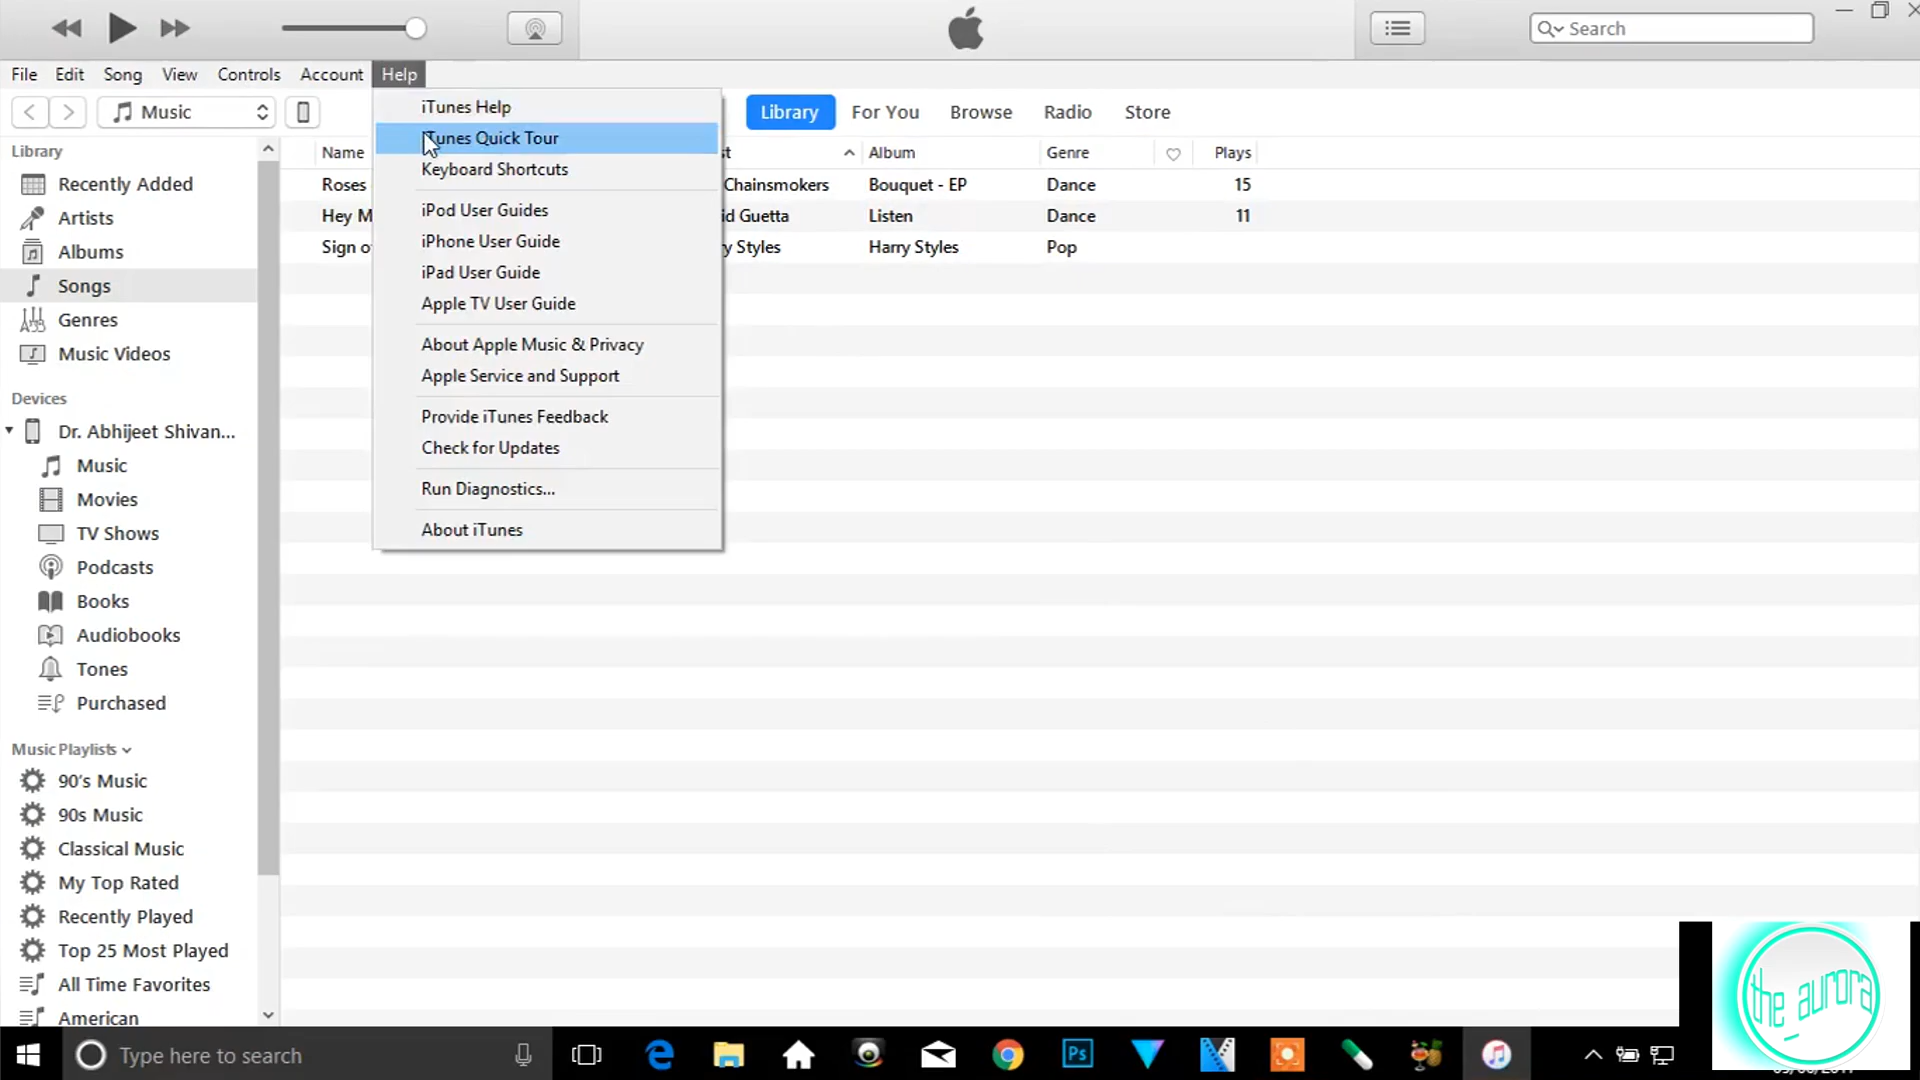 Search
File Edit Song View Controls Account Help
Music
Library For You Browse Radio Store
iTunes Help
iTunes Quick Tour
Keyboard Shortcuts
iPod User Guides
iPhone User Guide
iPad User Guide
Apple TV User Guide
About Apple Music & Privacy
Apple Service and Support
Provide iTunes Feedback
Check for Updates
Run Diagnostics...
About iTunes
Library
Recently Added
Artists
Albums
Songs
Genres
Music Videos
Devices
Dr. Abhijeet Shivan...
Music
Movies
TV Shows
Podcasts
Books
Audiobooks
Tones
Purchased
Music Playlists
90's Music
90s Music
Classical Music
My Top Rated
Recently Played
Top 25 Most Played
All Time Favorites
American
Name Album Genre Plays
Roses Chainsmokers Bouquet - EP Dance 15
Hey Guetta Listen Dance 11
Sign Styles Harry Styles Pop
the aurora
Type here to search
Ps